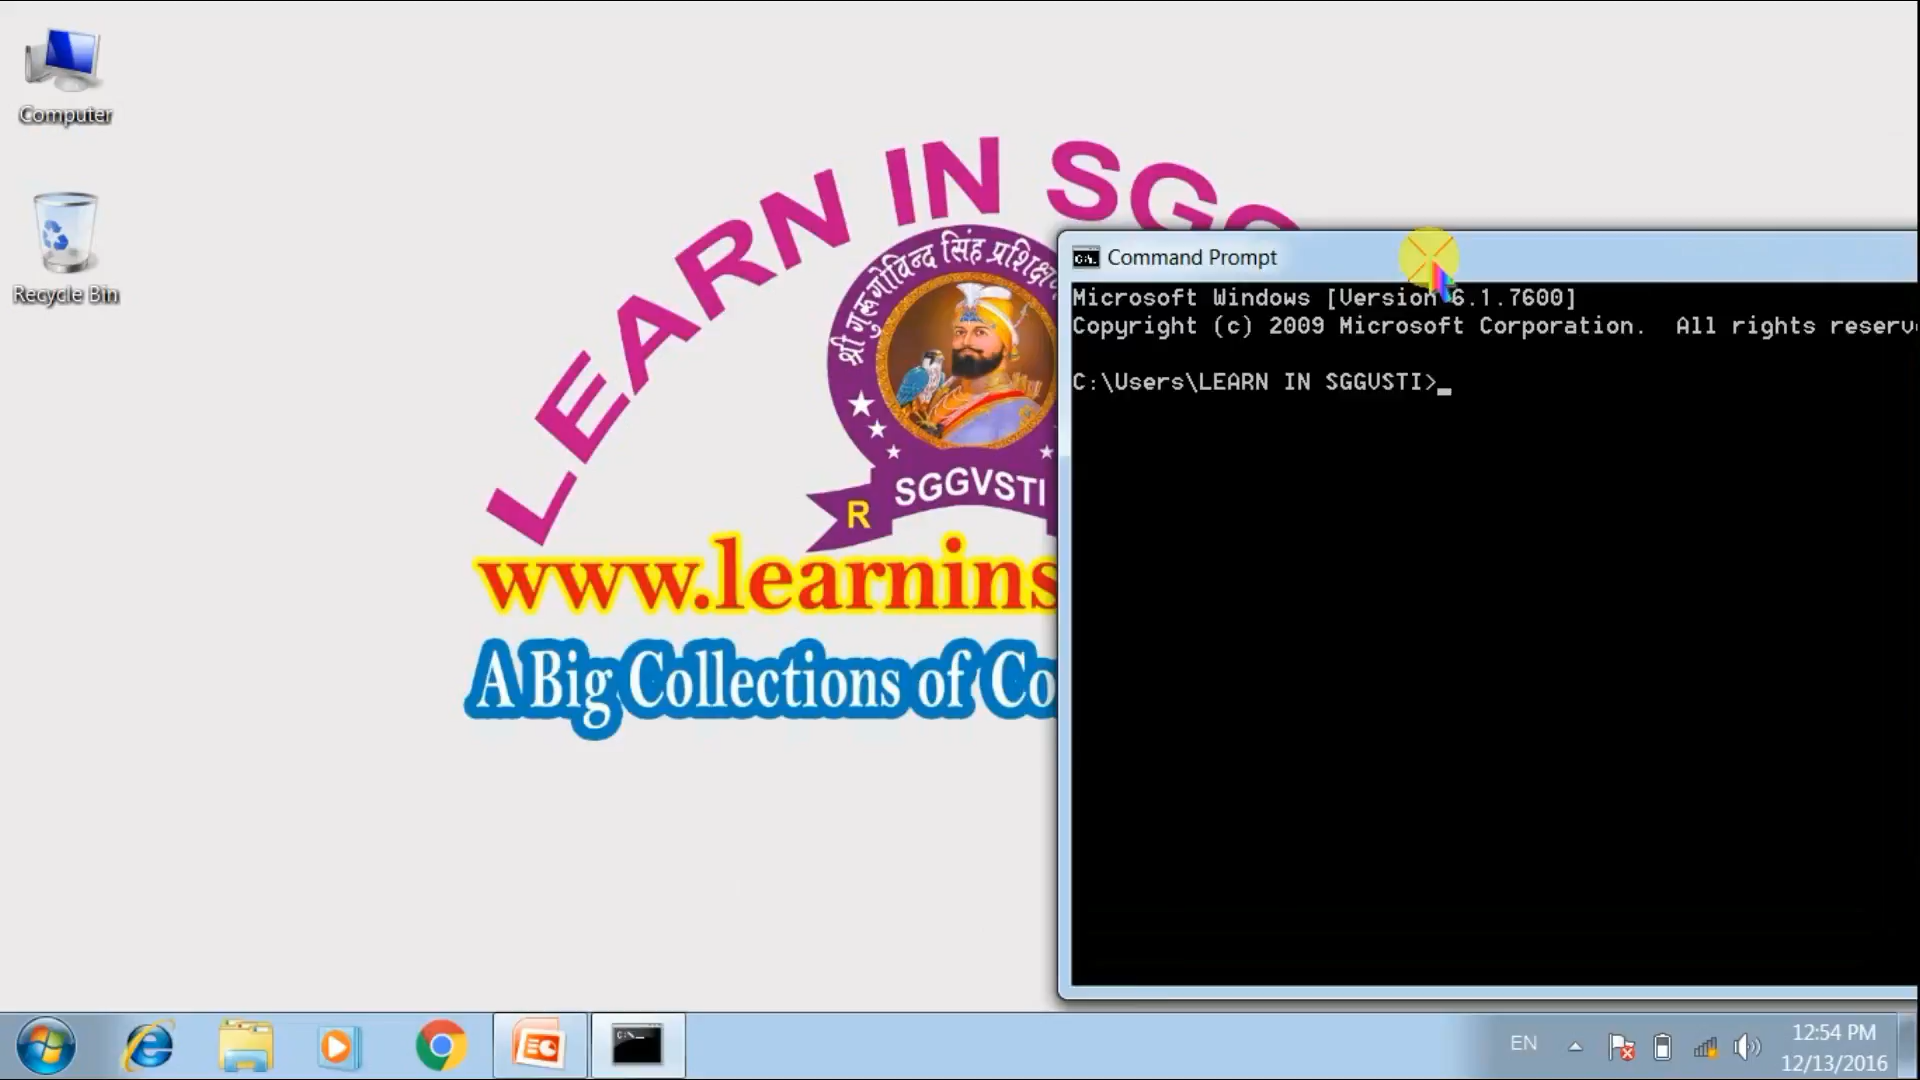 Computer
Recycle Bin
LEARN IN SGG
श्री गुरूगोविन्द सिंह
SGGVSTI
R
www.learnins
A Big Collections of Co
Command Prompt
Microsoft Windows [Version 6.1.7600]
Copyright (c) 2009 Microsoft Corporation. All rights reserv
C:\Users\LEARN IN SGGVSTI>_
EN
12:54 PM
12/13/2016